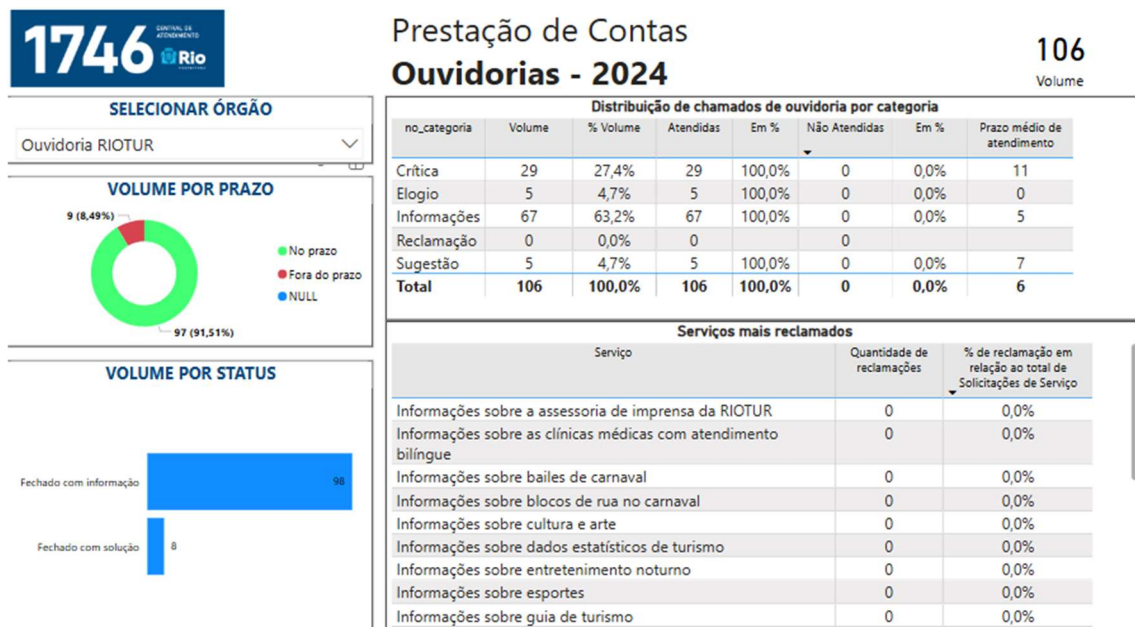 1746
CENTRAL DE
ATENDIMENTO
Rio
PREFEITURA
Prestação de Contas
Ouvidorias - 2024
106
Volume
SELECIONAR ÓRGÃO
Ouvidoria RIOTUR
VOLUME POR PRAZO
9 (8,49%)
No prazo
Fora do prazo
NULL
97 (91,51%)
VOLUME POR STATUS
Fechado com informação 98
Fechado com solução 8
Distribuição de chamados de ouvidoria por categoria
no_categoria Volume % Volume Atendidas Em % Não Atendidas Em % Prazo médio de
atendimento
Crítica 29 27,4% 29 100,0% 0 0,0% 11
Elogio 5 4,7% 5 100,0% 0 0,0% 0
Informações 67 63,2% 67 100,0% 0 0,0% 5
Reclamação 0 0,0% 0 0
Sugestão 5 4,7% 5 100,0% 0 0,0% 7
Total 106 100,0% 106 100,0% 0 0,0% 6
Serviços mais reclamados
Serviço Quantidade de % de reclamação em
reclamações relação ao total de
Solicitações de Serviço
Informações sobre a assessoria de imprensa da RIOTUR 0 0,0%
Informações sobre as clínicas médicas com atendimento 0 0,0%
bilíngue
Informações sobre bailes de carnaval 0 0,0%
Informações sobre blocos de rua no carnaval 0 0,0%
Informações sobre cultura e arte 0 0,0%
Informações sobre dados estatísticos de turismo 0 0,0%
Informações sobre entretenimento noturno 0 0,0%
Informações sobre esportes 0 0,0%
Informações sobre guia de turismo 0 0,0%